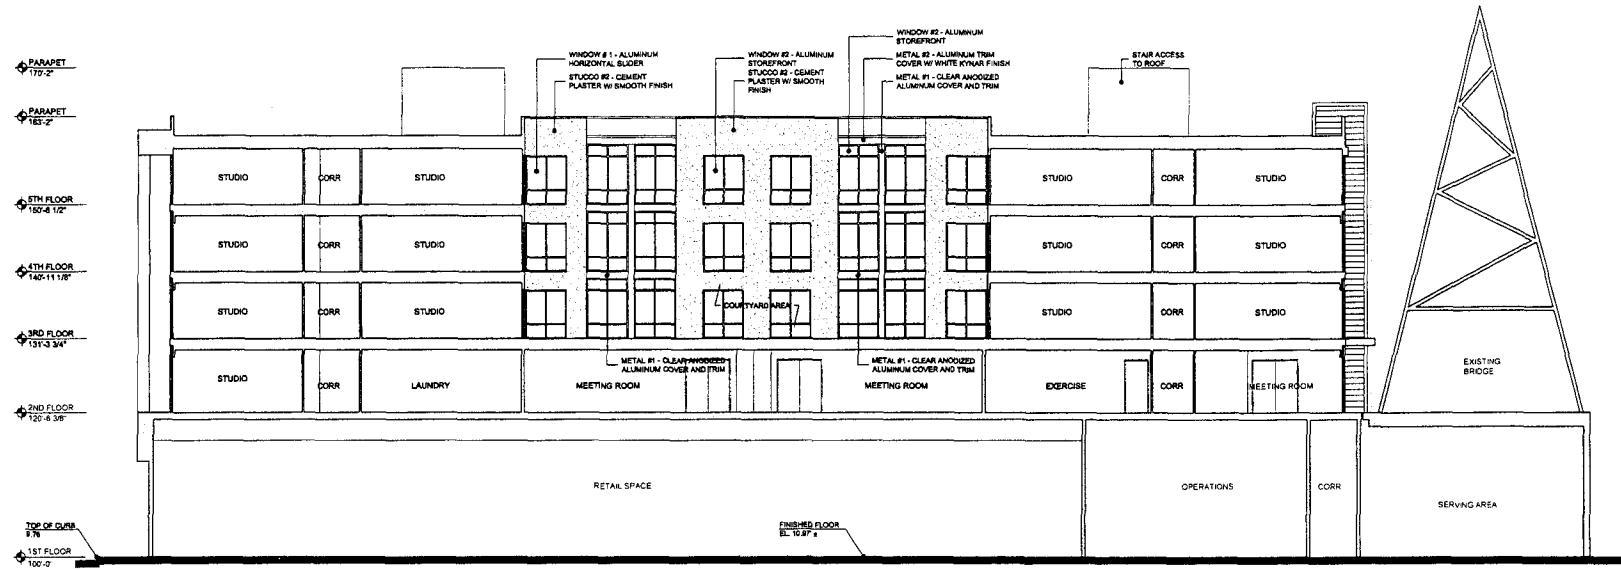 WINDOW #2 - ALUMINUM
STOREFRONT
WINDOW # 1 - ALUMINUM
HORIZONTAL SLIDER
STUCCO #2 - CEMENT
PLASTER W/ SMOOTH FINISH
WINDOW #2 - ALUMINUM
STOREFRONT
STUCCO #2 - CEMENT
PLASTER W/ SMOOTH
FINISH
METAL #2 - ALUMINUM TRIM
COVER W/ WHITE KYNAR FINISH
METAL #1 - CLEAR ANODIZED
ALUMINUM COVER AND TRIM
STAIR ACCESS
TO ROOF
PARAPET
170'-2"
PARAPET
163'-2"
STUDIO
CORR
STUDIO
STUDIO
CORR
STUDIO
5TH FLOOR
150'-6 1/2"
STUDIO
CORR
STUDIO
STUDIO
CORR
STUDIO
4TH FLOOR
140'-11 1/8"
COURTYARD AREA
STUDIO
CORR
STUDIO
STUDIO
CORR
STUDIO
3RD FLOOR
131'-3 3/4"
METAL #1 - CLEAR ANODIZED
ALUMINUM COVER AND TRIM
METAL #1 - CLEAR ANODIZED
ALUMINUM COVER AND TRIM
EXISTING
BRIDGE
STUDIO
CORR
LAUNDRY
MEETING ROOM
MEETING ROOM
EXERCISE
CORR
MEETING ROOM
2ND FLOOR
120'-6 3/8"
RETAIL SPACE
OPERATIONS
CORR
SERVING AREA
TOP OF CURB
9.76
FINISHED FLOOR
EL. 10.97' ±
1ST FLOOR
100'-0"